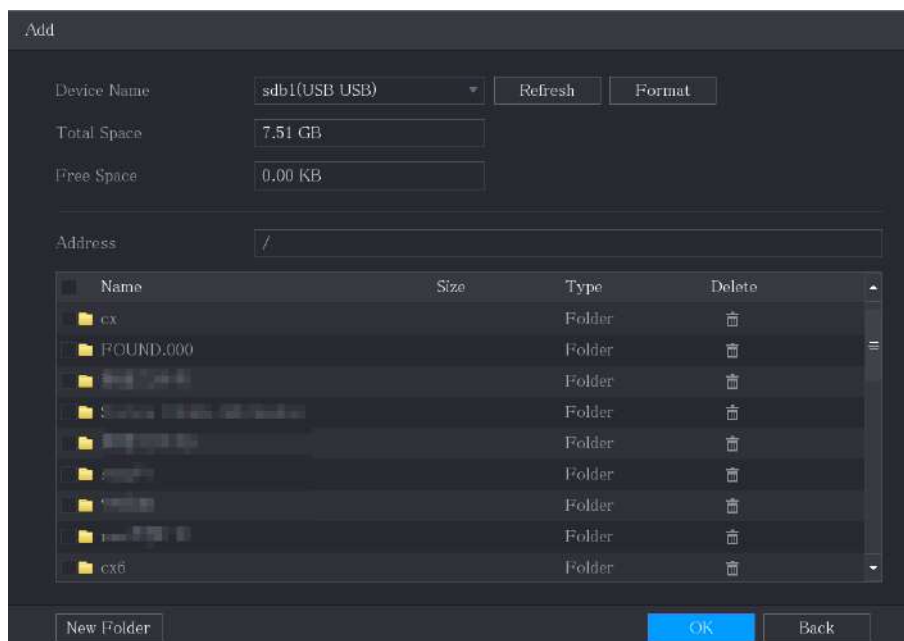 Add
Device Name sdb1(USB USB) Refresh Format
Total Space 7.51 GB
Free Space 0.00 KB
Address /
Name Size Type Delete
cx Folder
FOUND.000 Folder
Folder
Folder
Folder
Folder
Folder
Folder
cx6 Folder
New Folder OK Back